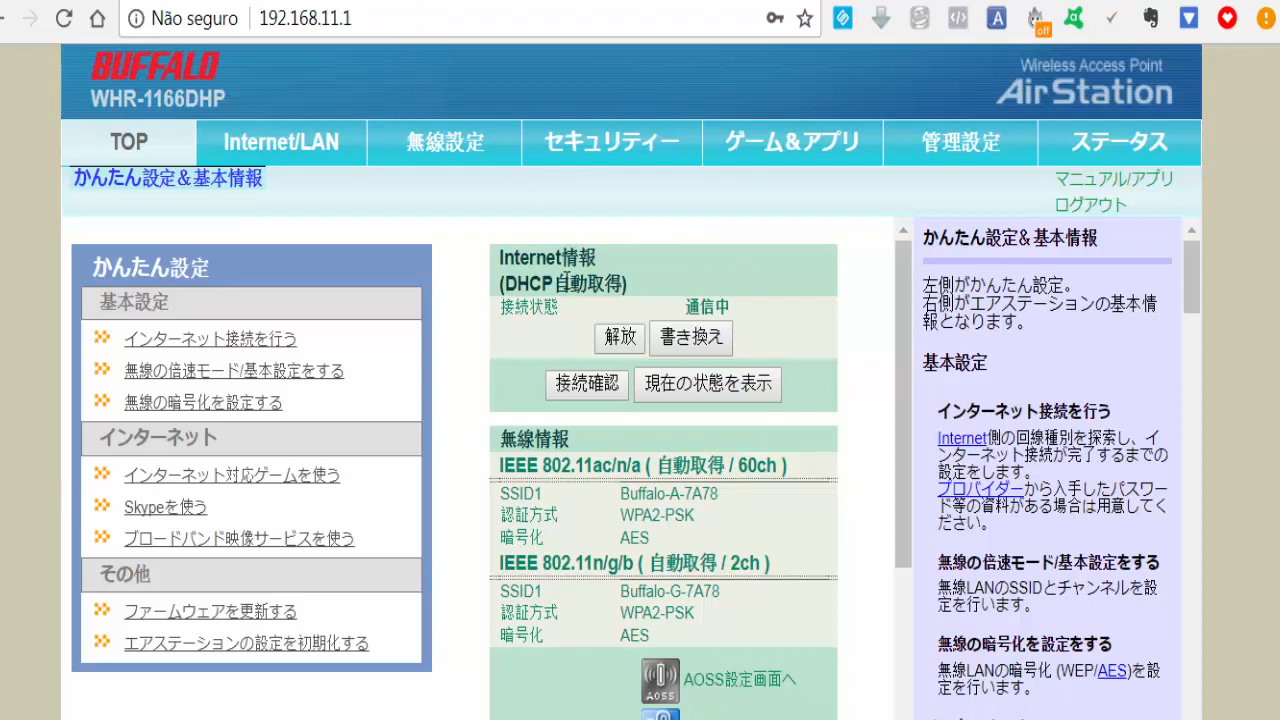 Não seguro
192.168.11.1
off
BUFFALO
WHR-1166DHP
Wireless Access Point
AirStation
TOP
Internet/LAN
無線設定
セキュリティー
ゲーム＆アプリ
管理設定
ステータス
かんたん設定＆基本情報
マニュアル/アプリ
ログアウト
かんたん設定
基本設定
インターネット接続を行う
無線の倍速モード/基本設定をする
無線の暗号化を設定する
インターネット
インターネット対応ゲームを使う
Skypeを使う
ブロードバンド映像サービスを使う
その他
ファームウェアを更新する
エアステーションの設定を初期化する
Internet情報
(DHCP自動取得)
接続状態 通信中
解放 書き換え
接続確認 現在の状態を表示
無線情報
IEEE 802.11ac/n/a ( 自動取得 / 60ch )
SSID1 Buffalo-A-7A78
認証方式 WPA2-PSK
暗号化 AES
IEEE 802.11n/g/b ( 自動取得 / 2ch )
SSID1 Buffalo-G-7A78
認証方式 WPA2-PSK
暗号化 AES
AOSS
AOSS設定画面へ
かんたん設定&基本情報
左側がかんたん設定。
右側がエアステーションの基本情
報となります。
基本設定
インターネット接続を行う
Internet側の回線種別を探索し、イ
ンターネット接続が完了するまでの
設定をします。
プロバイダーから入手したパスワー
ド等の資料がある場合は用意してく
ださい。
無線の倍速モード/基本設定をする
無線LANのSSIDとチャンネルを設
定を行います。
無線の暗号化を設定をする
無線LANの暗号化 (WEP/AES)を設
定を行います。